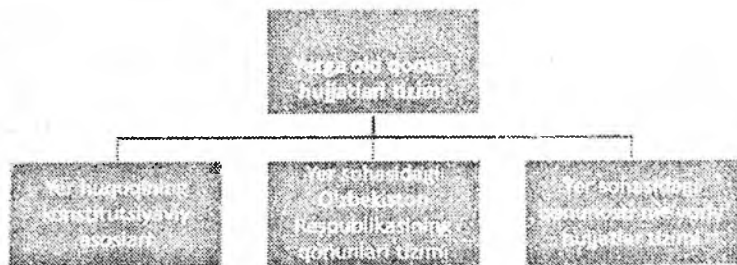 Yerga oid qonun
hujjatlari tizimi
Yer huquqining
konstitutsiyaviy
asoslari
Yer sohasidagi
O'zbekiston
Respublikasining
qonunlari tizimi
Yer sohasidagi
qonunosti me'yoriy
hujjatlar tizimi